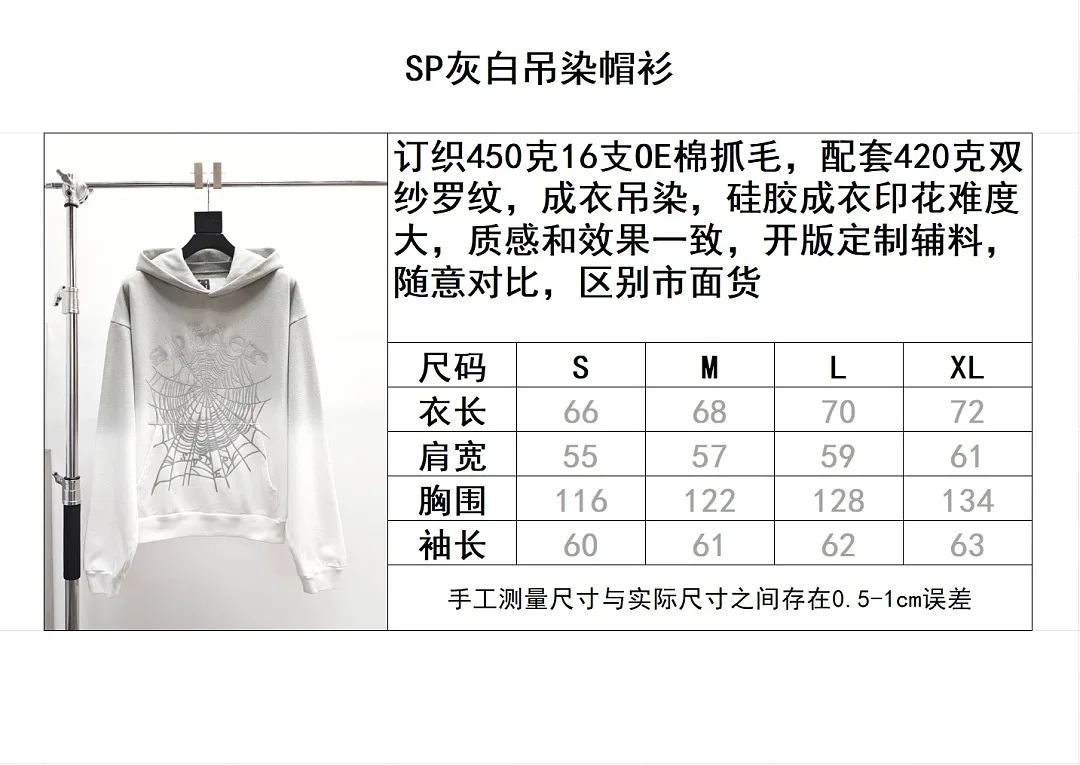 SP灰白吊染帽衫
订织450克16支OE棉抓毛，配套420克双
纱罗纹，成衣吊染，硅胶成衣印花难度
大，质感和效果一致，开版定制辅料，
随意对比，区别市面货
尺码 S M L XL
衣长 66 68 70 72
肩宽 55 57 59 61
胸围 116 122 128 134
袖长 60 61 62 63
手工测量尺寸与实际尺寸之间存在0.5-1cm误差